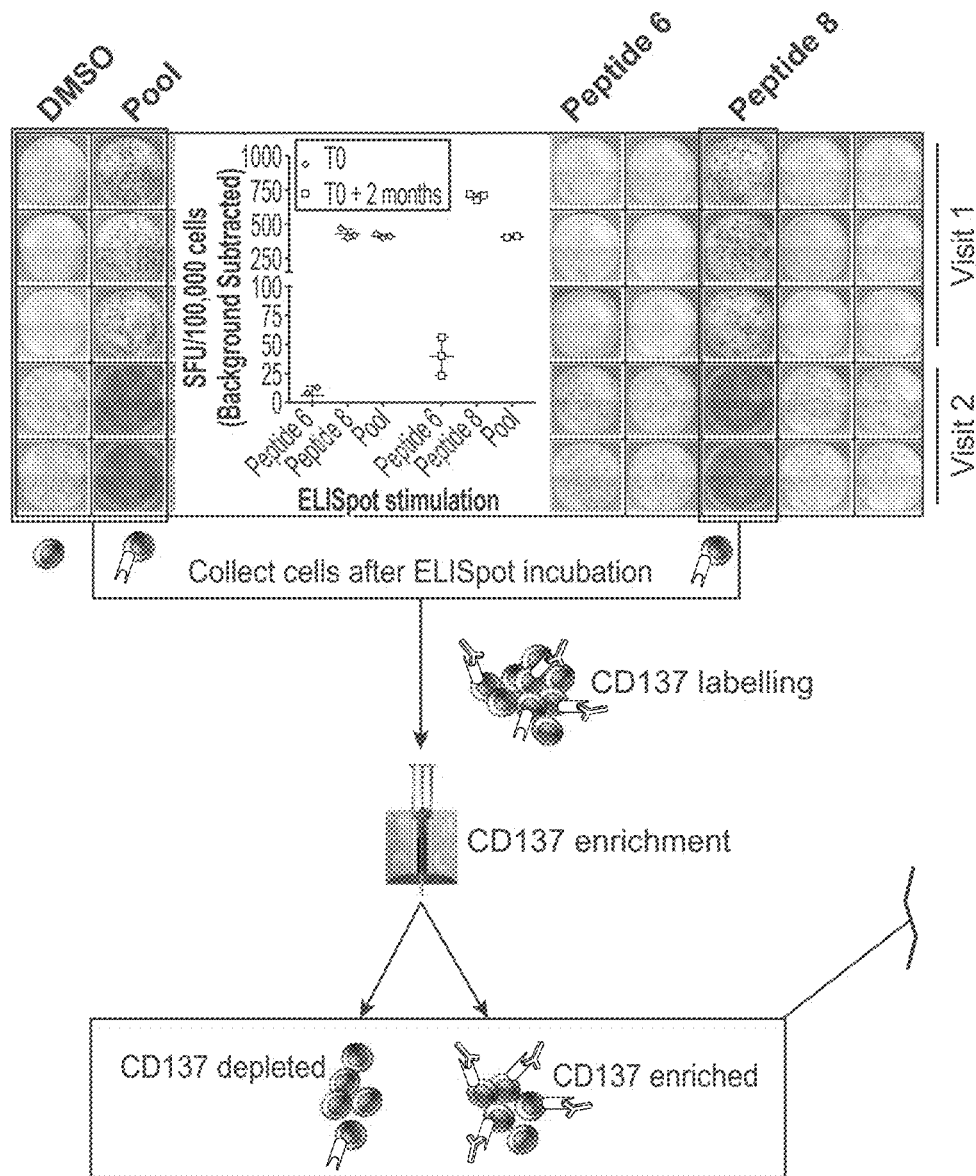 DMSO
Pool
Peptide 6
Peptide 8
T0
T0 + 2 months
1000
750
500
250
100
75
50
25
0
SFU/100,000 cells
(Background Subtracted)
Peptide 6
Peptide 8
Pool
Peptide 6
Peptide 8
Pool
ELISpot stimulation
Visit 1
Visit 2
Collect cells after ELISpot incubation
CD137 labelling
CD137 enrichment
CD137 depleted
CD137 enriched